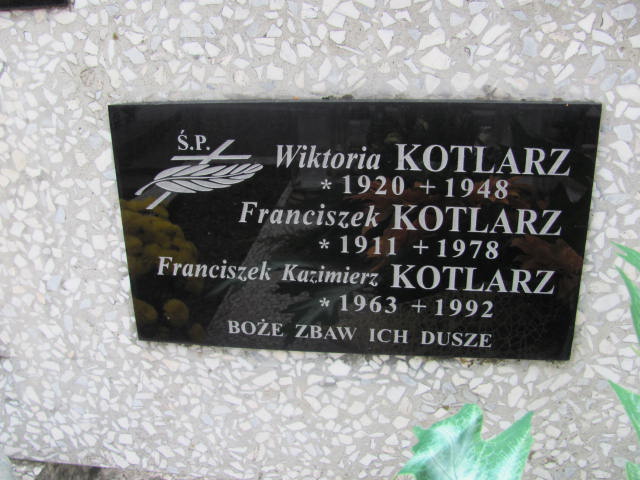 Ś.P.
Wiktoria KOTLARZ
* 1920 + 1948
Franciszek KOTLARZ
* 1911 + 1978
Franciszek Kazimierz KOTLARZ
* 1963 + 1992
BOŻE ZBAW ICH DUSZE